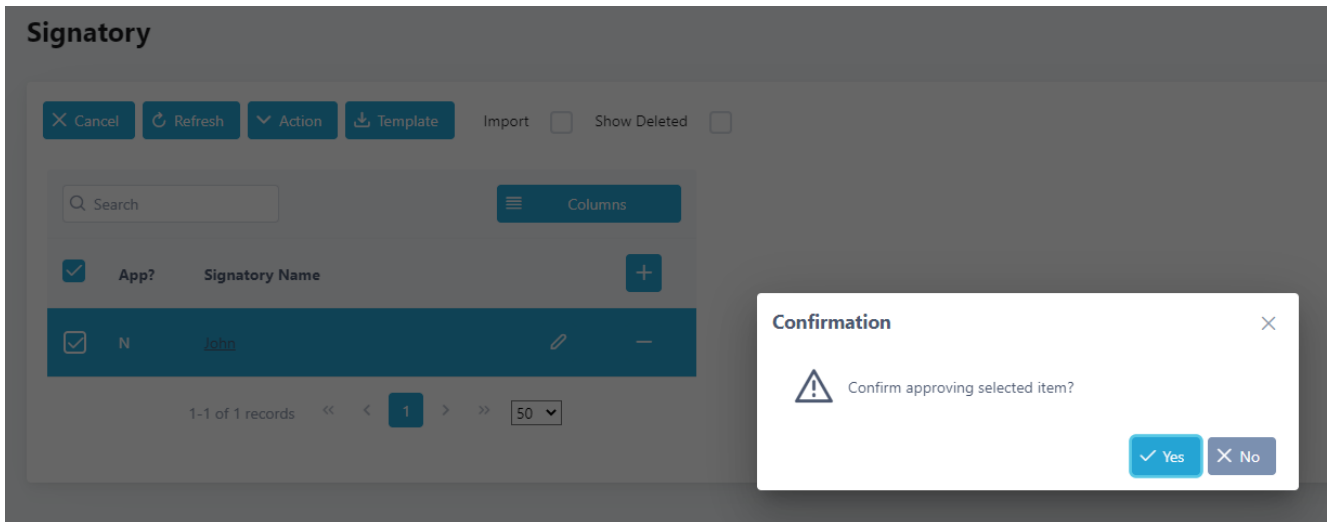 Signatory
Cancel Refresh Action Template Import Show Deleted
Search Columns
App? Signatory Name
N John
1-1 of 1 records 1 50
Confirmation
Confirm approving selected item?
Yes No